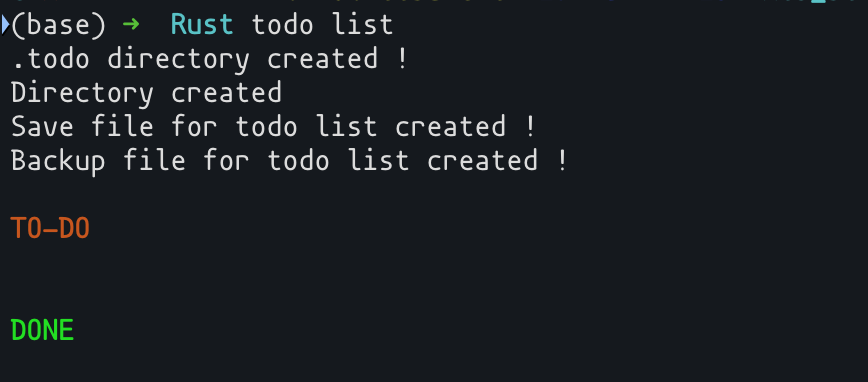 (base) ➜ Rust todo list
.todo directory created !
Directory created
Save file for todo list created !
Backup file for todo list created !
TO-DO
DONE